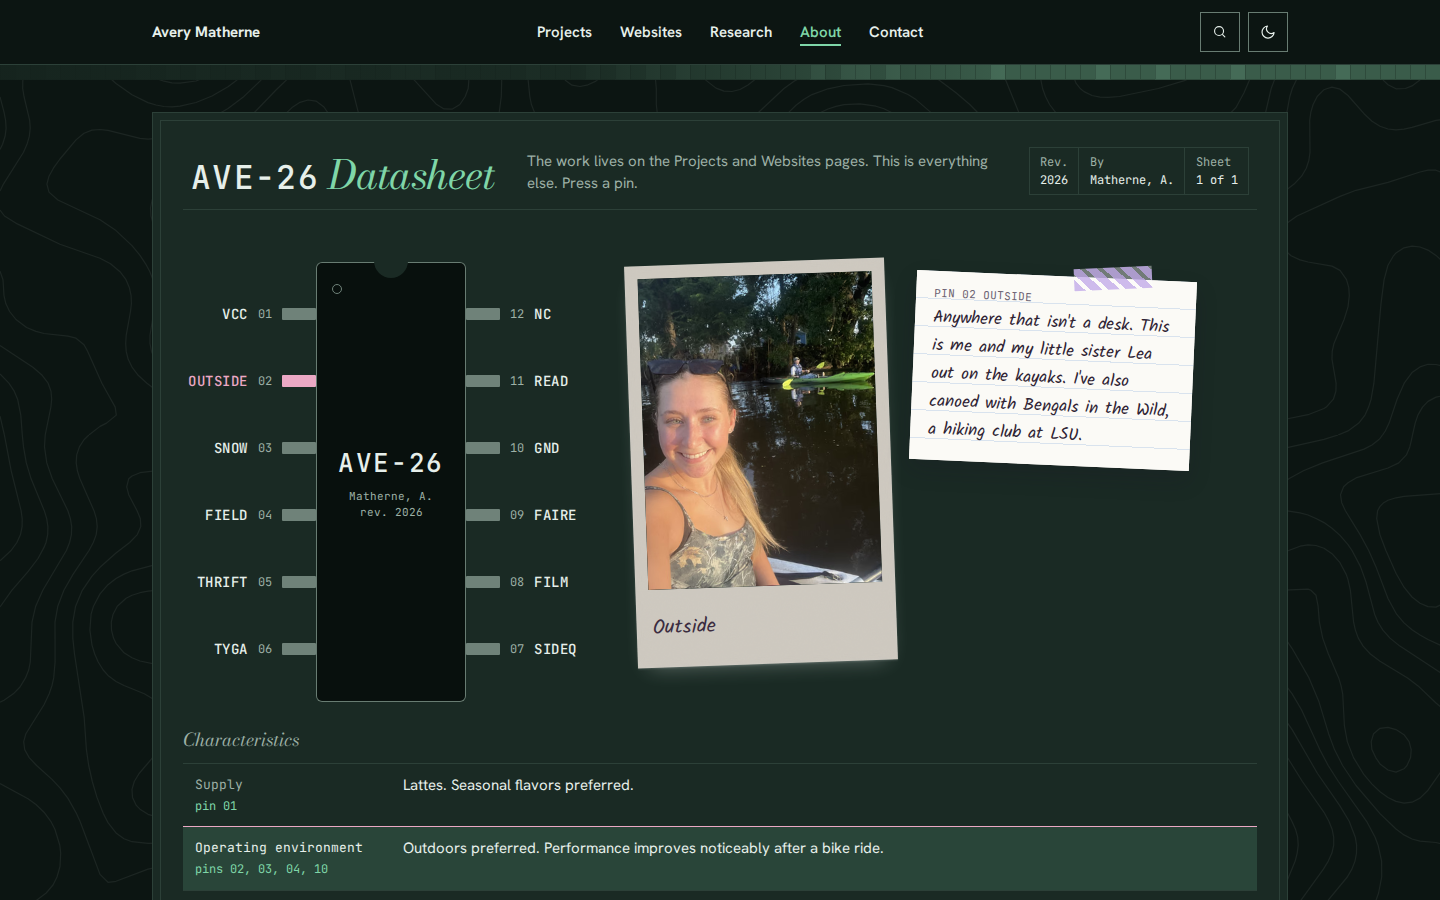 Avery Matherne
Projects
Websites
Research
About
Contact
AVE-26 Datasheet
The work lives on the Projects and Websites pages. This is everything
else. Press a pin.
Rev.
2026
By
Matherne, A.
Sheet
1 of 1
VCC 01
OUTSIDE 02
SNOW 03
FIELD 04
THRIFT 05
TYGA 06
AVE-26
Matherne, A.
rev. 2026
12 NC
11 READ
10 GND
09 FAIRE
08 FILM
07 SIDEQ
Outside
PIN 02 OUTSIDE
Anywhere that isn't a desk. This
is me and my little sister Lea
out on the kayaks. I've also
canoed with Bengals in the Wild,
a hiking club at LSU.
Characteristics
Supply
pin 01
Lattes. Seasonal flavors preferred.
Operating environment
pins 02, 03, 04, 10
Outdoors preferred. Performance improves noticeably after a bike ride.